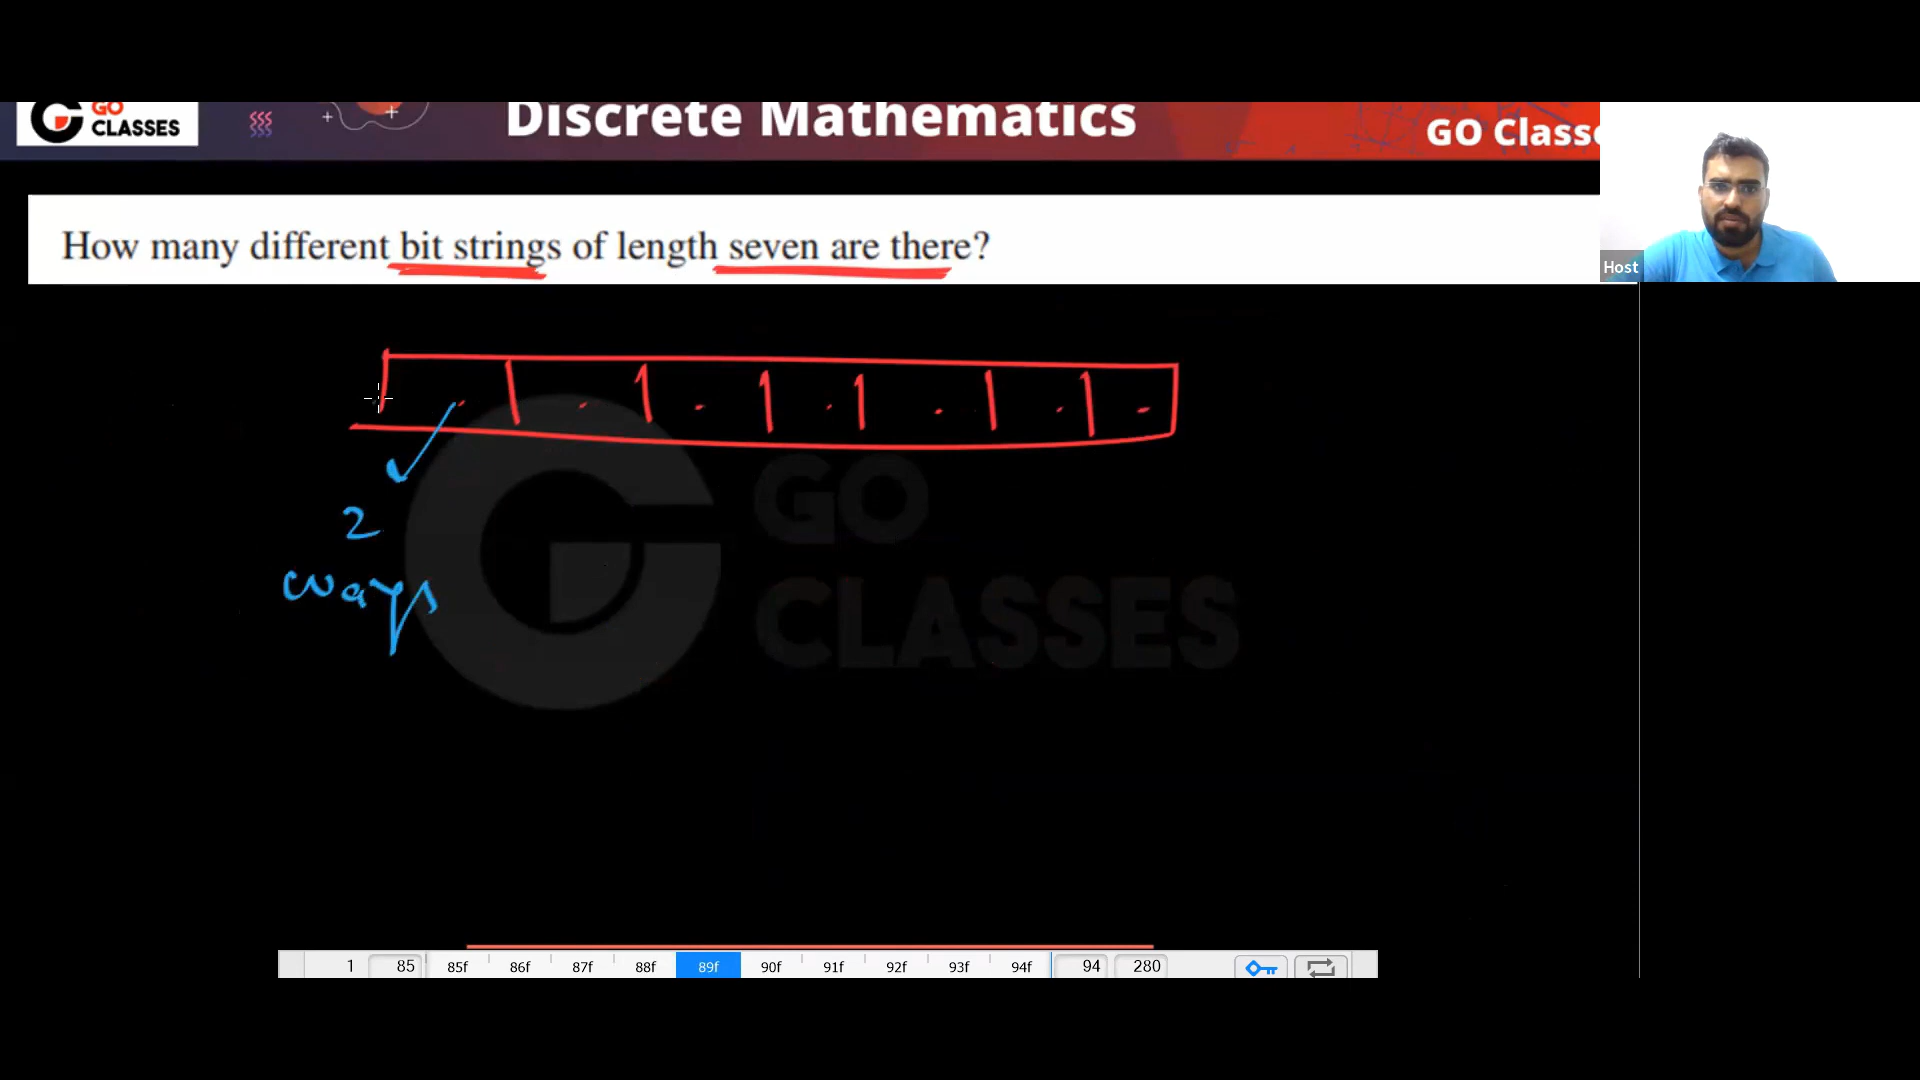 GO
CLASSES
Discrete Mathematics
GO Classe
How many different bit strings of length seven are there?
Host
2
ways
GO
CLASSES
1 85 85f 86f 87f 88f 89f 90f 91f 92f 93f 94f 94 280